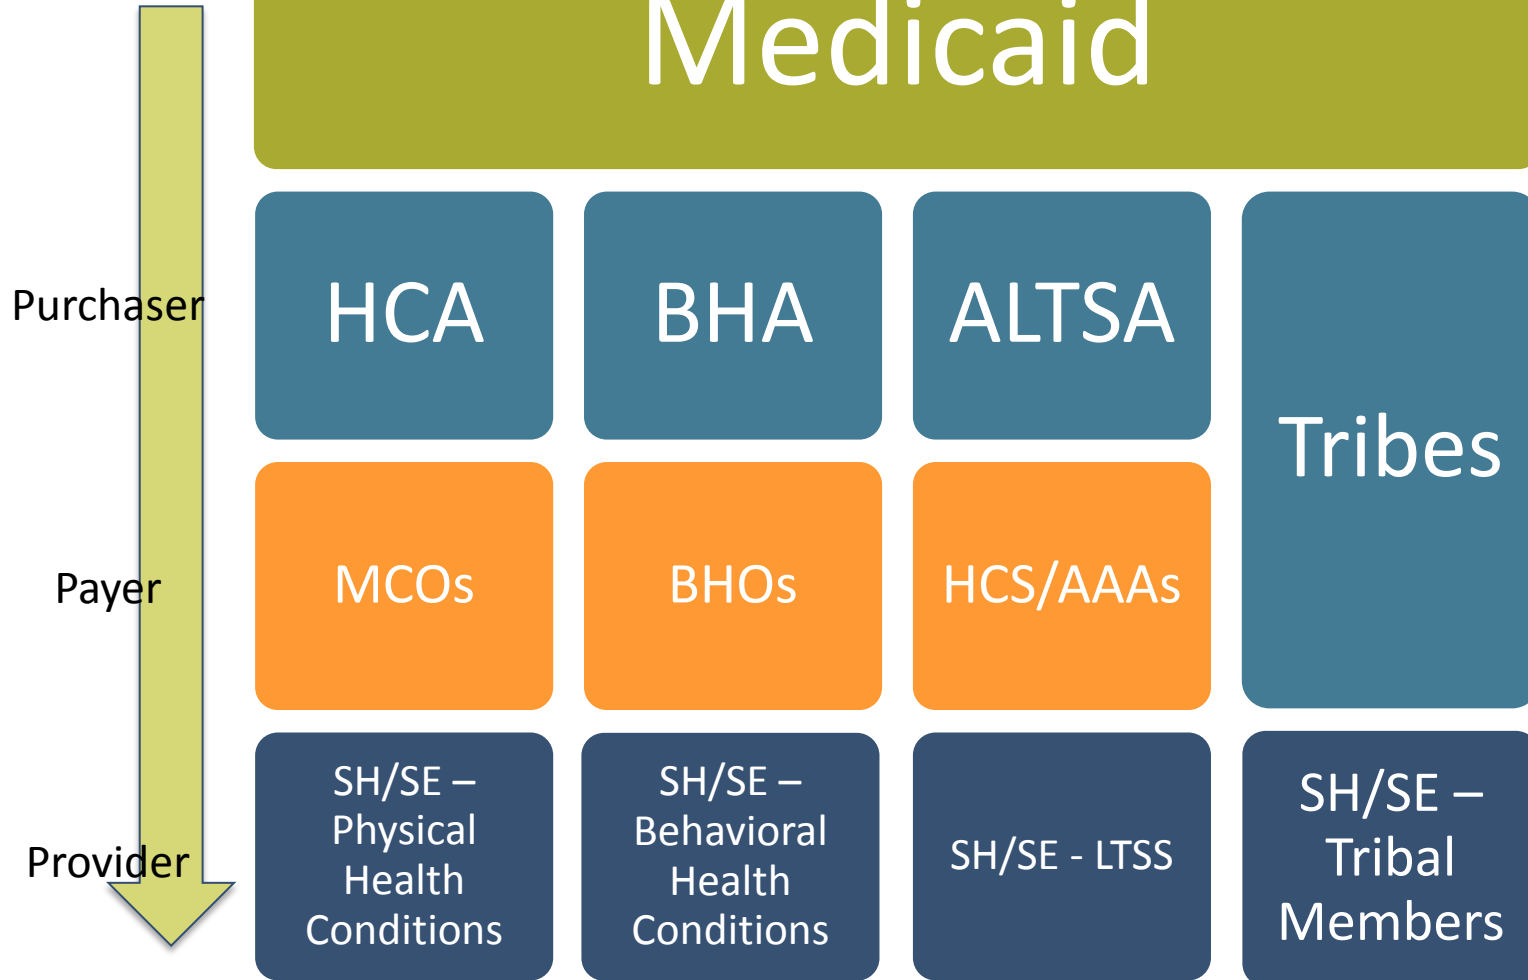 Medicaid
Purchaser
HCA
BHA
ALTSA
Tribes
Payer
MCOs
BHOs
HCS/AAAs
Provider
SH/SE –
Physical
Health
Conditions
SH/SE –
Behavioral
Health
Conditions
SH/SE - LTSS
SH/SE –
Tribal
Members